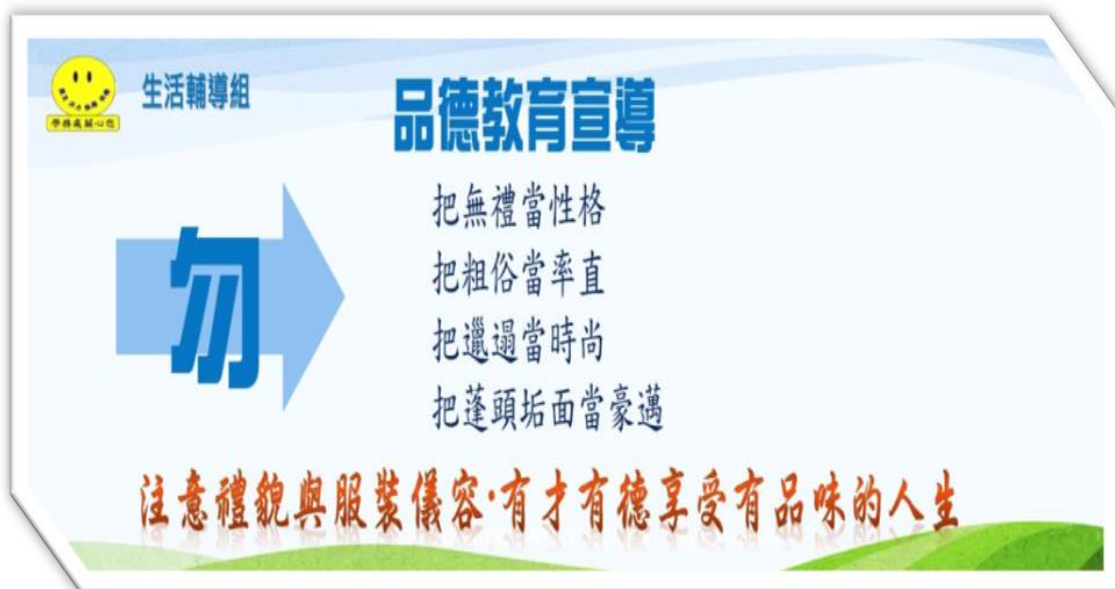 生活輔導組
品德教育宣導
勿
把無禮當性格
把粗俗當率直
把邋遢當時尚
把蓬頭垢面當豪邁
注意禮貌與服裝儀容·有才有德享受有品味的人生